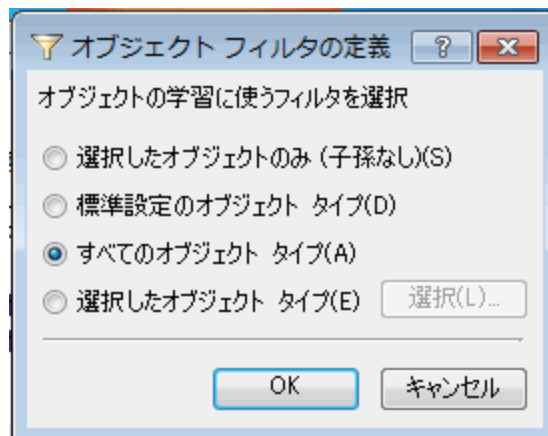 オブジェクト フィルタの定義
オブジェクトの学習に使うフィルタを選択
選択したオブジェクトのみ (子孫なし)(S)
標準設定のオブジェクト タイプ(D)
すべてのオブジェクト タイプ(A)
選択したオブジェクト タイプ(E) 選択(L)...
OK キャンセル